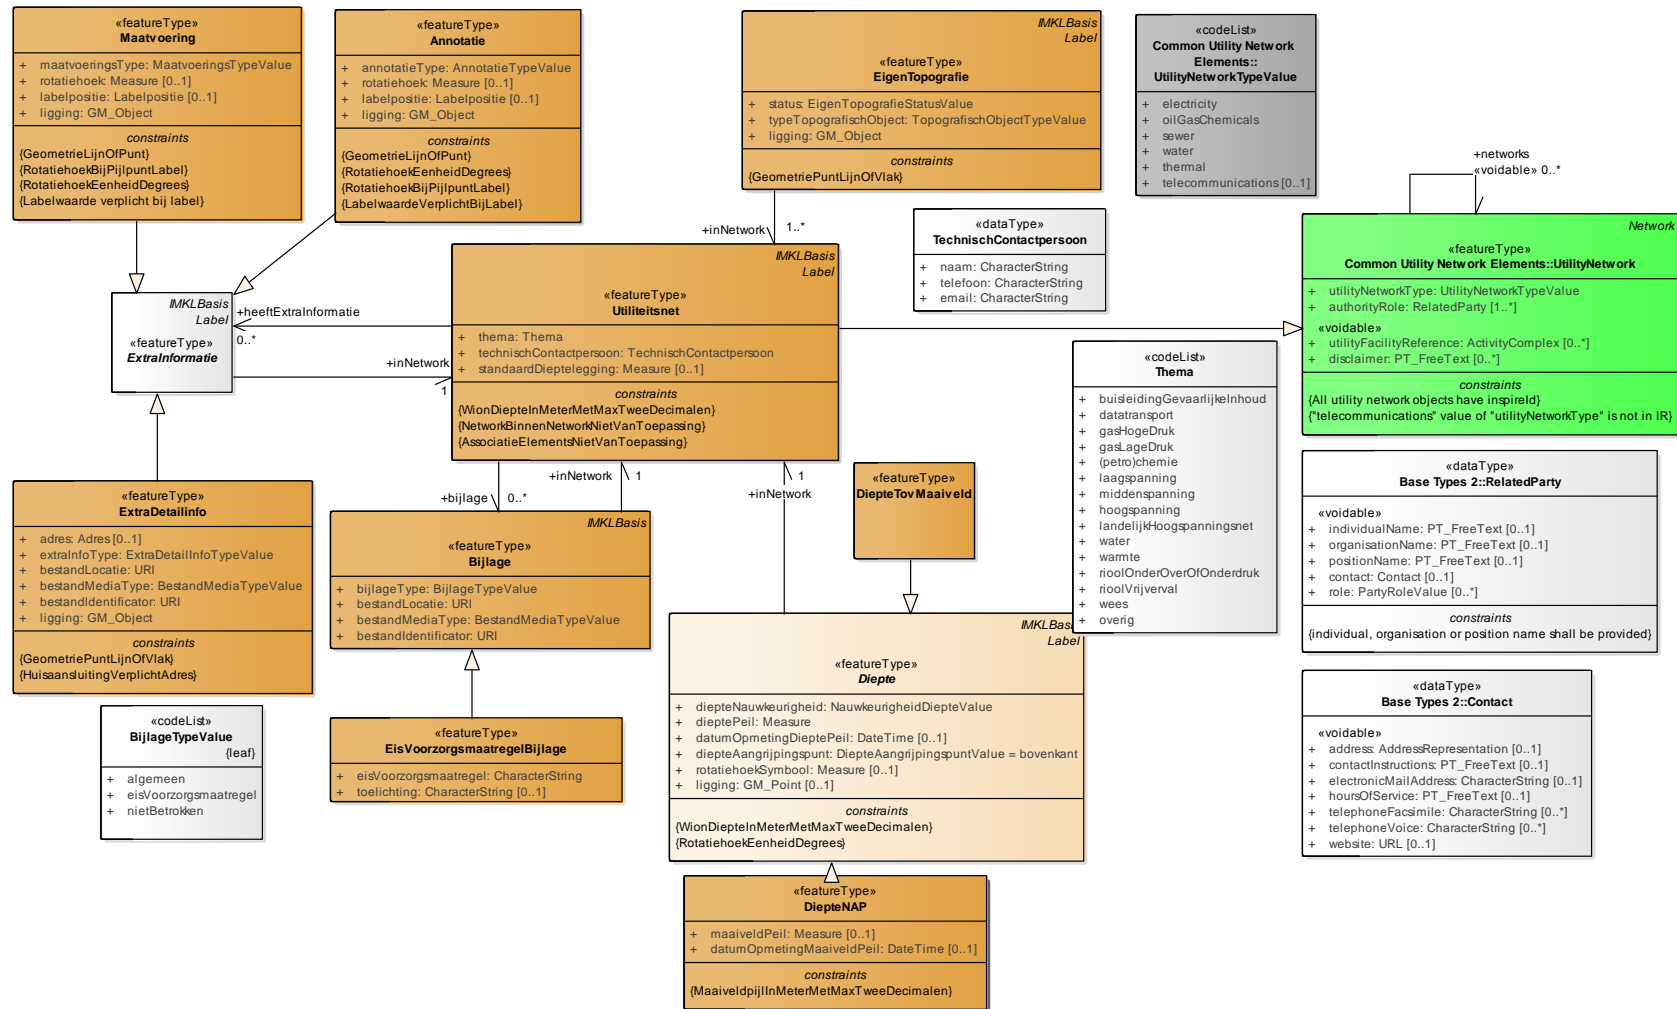 «featureType»
Maatvoering
+ maatvoeringsType: MaatvoeringsTypeValue
+ rotatiehoek: Measure [0..1]
+ labelpositie: Labelpositie [0..1]
+ ligging: GM_Object
constraints
{GeometrieLijnOfPunt}
{RotatiehoekBijPijlpuntLabel}
{RotatiehoekEenheidDegrees}
{Labelwaarde verplicht bij label}
«featureType»
Annotatie
+ annotatieType: AnnotatieTypeValue
+ rotatiehoek: Measure [0..1]
+ labelpositie: Labelpositie [0..1]
+ ligging: GM_Object
constraints
{GeometrieLijnOfPunt}
{RotatiehoekEenheidDegrees}
{RotatiehoekBijPijlpuntLabel}
{LabelwaardeVerplichtBijLabel}
IMKLBasis
Label
«featureType»
EigenTopografie
+ status: EigenTopografieStatusValue
+ typeTopografischObject: TopografischObjectTypeValue
+ ligging: GM_Object
constraints
{GeometriePuntLijnOfVlak}
«codeList»
Common Utility Network
Elements::
UtilityNetworkTypeValue
+ electricity
+ oilGasChemicals
+ sewer
+ water
+ thermal
+ telecommunications [0..1]
+networks
«voidable» 0..*
+inNetwork
1..*
«dataType»
TechnischContactpersoon
+ naam: CharacterString
+ telefoon: CharacterString
+ email: CharacterString
Network
«featureType»
Common Utility Network Elements::UtilityNetwork
+ utilityNetworkType: UtilityNetworkTypeValue
+ authorityRole: RelatedParty [1..*]
«voidable»
+ utilityFacilityReference: ActivityComplex [0..*]
+ disclaimer: PT_FreeText [0..*]
constraints
{All utility network objects have inspireId}
{"telecommunications" value of "utilityNetworkType" is not in IR}
IMKLBasis
Label
«featureType»
ExtraInformatie
+heeftExtraInformatie
0..*
+inNetwork
1
IMKLBasis
Label
«featureType»
Utiliteitsnet
+ thema: Thema
+ technischContactpersoon: TechnischContactpersoon
+ standaardDieptelegging: Measure [0..1]
constraints
{WionDiepteInMeterMetMaxTweeDecimalen}
{NetworkBinnenNetworkNietVanToepassing}
{AssociatieElementsNietVanToepassing}
«codeList»
Thema
+ buisleidingGevaarlijkeInhoud
+ datatransport
+ gasHogeDruk
+ gasLageDruk
+ (petro)chemie
+ laagspanning
+ middenspanning
+ hoogspanning
+ landelijkHoogspanningsnet
+ water
+ warmte
+ rioolOnderOverOfOnderdruk
+ rioolVrijverval
+ wees
+ overig
+bijlage
0..*
+inNetwork
1
1
+inNetwork
«featureType»
DiepteTovMaaiveld
«dataType»
Base Types 2::RelatedParty
«voidable»
+ individualName: PT_FreeText [0..1]
+ organisationName: PT_FreeText [0..1]
+ positionName: PT_FreeText [0..1]
+ contact: Contact [0..1]
+ role: PartyRoleValue [0..*]
constraints
{individual, organisation or position name shall be provided}
«featureType»
ExtraDetailinfo
+ adres: Adres [0..1]
+ extraInfoType: ExtraDetailInfoTypeValue
+ bestandLocatie: URI
+ bestandMediaType: BestandMediaTypeValue
+ bestandIdentificator: URI
+ ligging: GM_Object
constraints
{GeometriePuntLijnOfVlak}
{HuisaansluitingVerplichtAdres}
IMKLBasis
«featureType»
Bijlage
+ bijlageType: BijlageTypeValue
+ bestandLocatie: URI
+ bestandMediaType: BestandMediaTypeValue
+ bestandIdentificator: URI
IMKLBasis
Label
«featureType»
Diepte
+ diepteNauwkeurigheid: NauwkeurigheidDiepteValue
+ dieptePeil: Measure
+ datumOpmetingDieptePeil: DateTime [0..1]
+ diepteAangrijpingspunt: DiepteAangrijpingspuntValue = bovenkant
+ rotatiehoekSymbool: Measure [0..1]
+ ligging: GM_Point [0..1]
constraints
{WionDiepteInMeterMetMaxTweeDecimalen}
{RotatiehoekEenheidDegrees}
«dataType»
Base Types 2::Contact
«voidable»
+ address: AddressRepresentation [0..1]
+ contactInstructions: PT_FreeText [0..1]
+ electronicMailAddress: CharacterString [0..1]
+ hoursOfService: PT_FreeText [0..1]
+ telephoneFacsimile: CharacterString [0..*]
+ telephoneVoice: CharacterString [0..*]
+ website: URL [0..1]
«codeList»
BijlageTypeValue
{leaf}
+ algemeen
+ eisVoorzorgsmaatregel
+ nietBetrokken
«featureType»
EisVoorzorgsmaatregelBijlage
+ eisVoorzorgsmaatregel: CharacterString
+ toelichting: CharacterString [0..1]
«featureType»
DiepteNAP
+ maaiveldPeil: Measure [0..1]
+ datumOpmetingMaaiveldPeil: DateTime [0..1]
constraints
{MaaiveldpijlInMeterMetMaxTweeDecimalen}